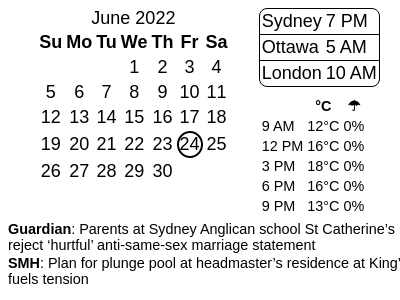 June 2022
Su Mo Tu We Th Fr Sa
1 2 3 4
5 6 7 8 9 10 11
12 13 14 15 16 17 18
19 20 21 22 23 24 25
26 27 28 29 30
Sydney 7 PM
Ottawa 5 AM
London 10 AM
°C ☂
9 AM 12°C 0%
12 PM 16°C 0%
3 PM 18°C 0%
6 PM 16°C 0%
9 PM 13°C 0%
Guardian: Parents at Sydney Anglican school St Catherine’s
reject ‘hurtful’ anti-same-sex marriage statement
SMH: Plan for plunge pool at headmaster’s residence at King’
fuels tension